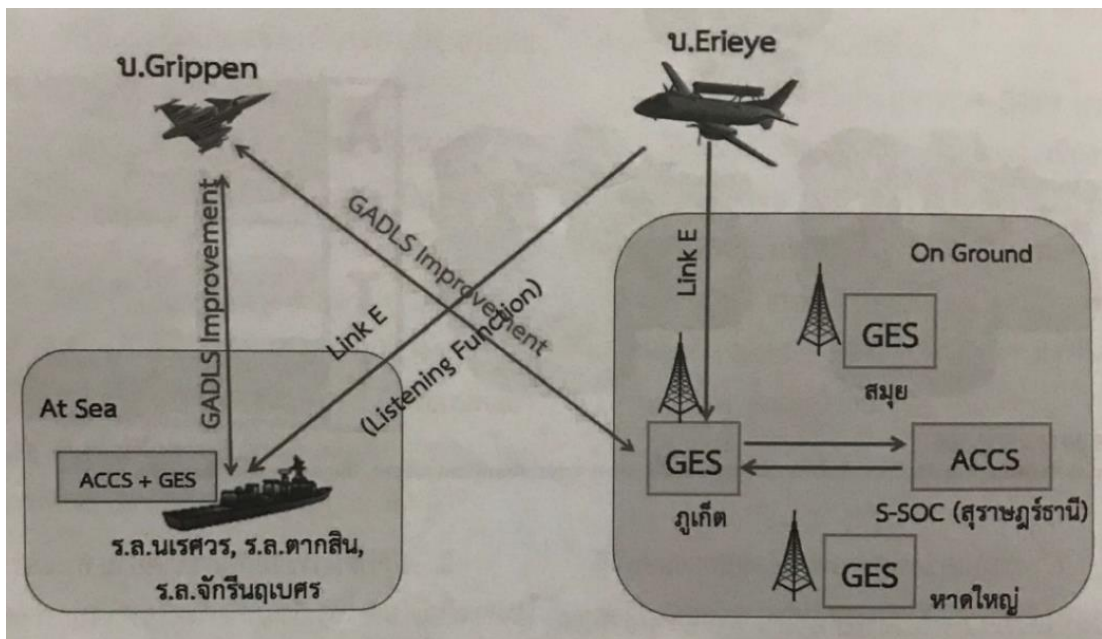 บ.Grippen
บ.Erieye
GADLS Improvement
GADLS Improvement
Link E
(Listening Function)
Link E
On Ground
GES
สมุย
At Sea
ACCS + GES
ร.ล.นเรศวร, ร.ล.ตากสิน,
ร.ล.จักรีนฤเบศร
GES
ภูเก็ต
ACCS
S-SOC (สุราษฎร์ธานี)
GES
หาดใหญ่